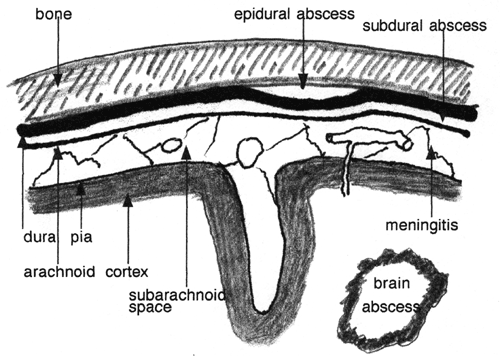 bone
epidural abscess
subdural abscess
dura pia
meningitis
arachnoid cortex
subarachnoid
space
brain
abscess